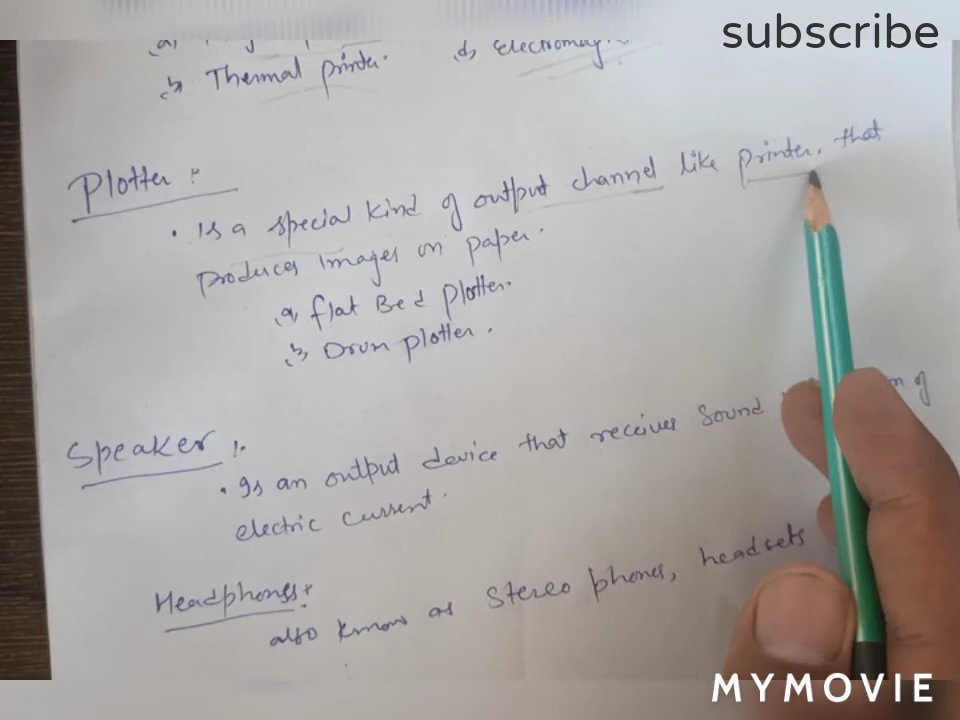 subscribe
b) Thermal printer.
d)
Plotter :
• Is a special kind of output channel like printer, that
produces images on paper.
a) flat Bed plotter.
b) Drum plotter.
Speaker :.
• Is an output device that receives sound of
electric current.
Headphones:
also know as Stereo phones, headsets
MYMOVIE